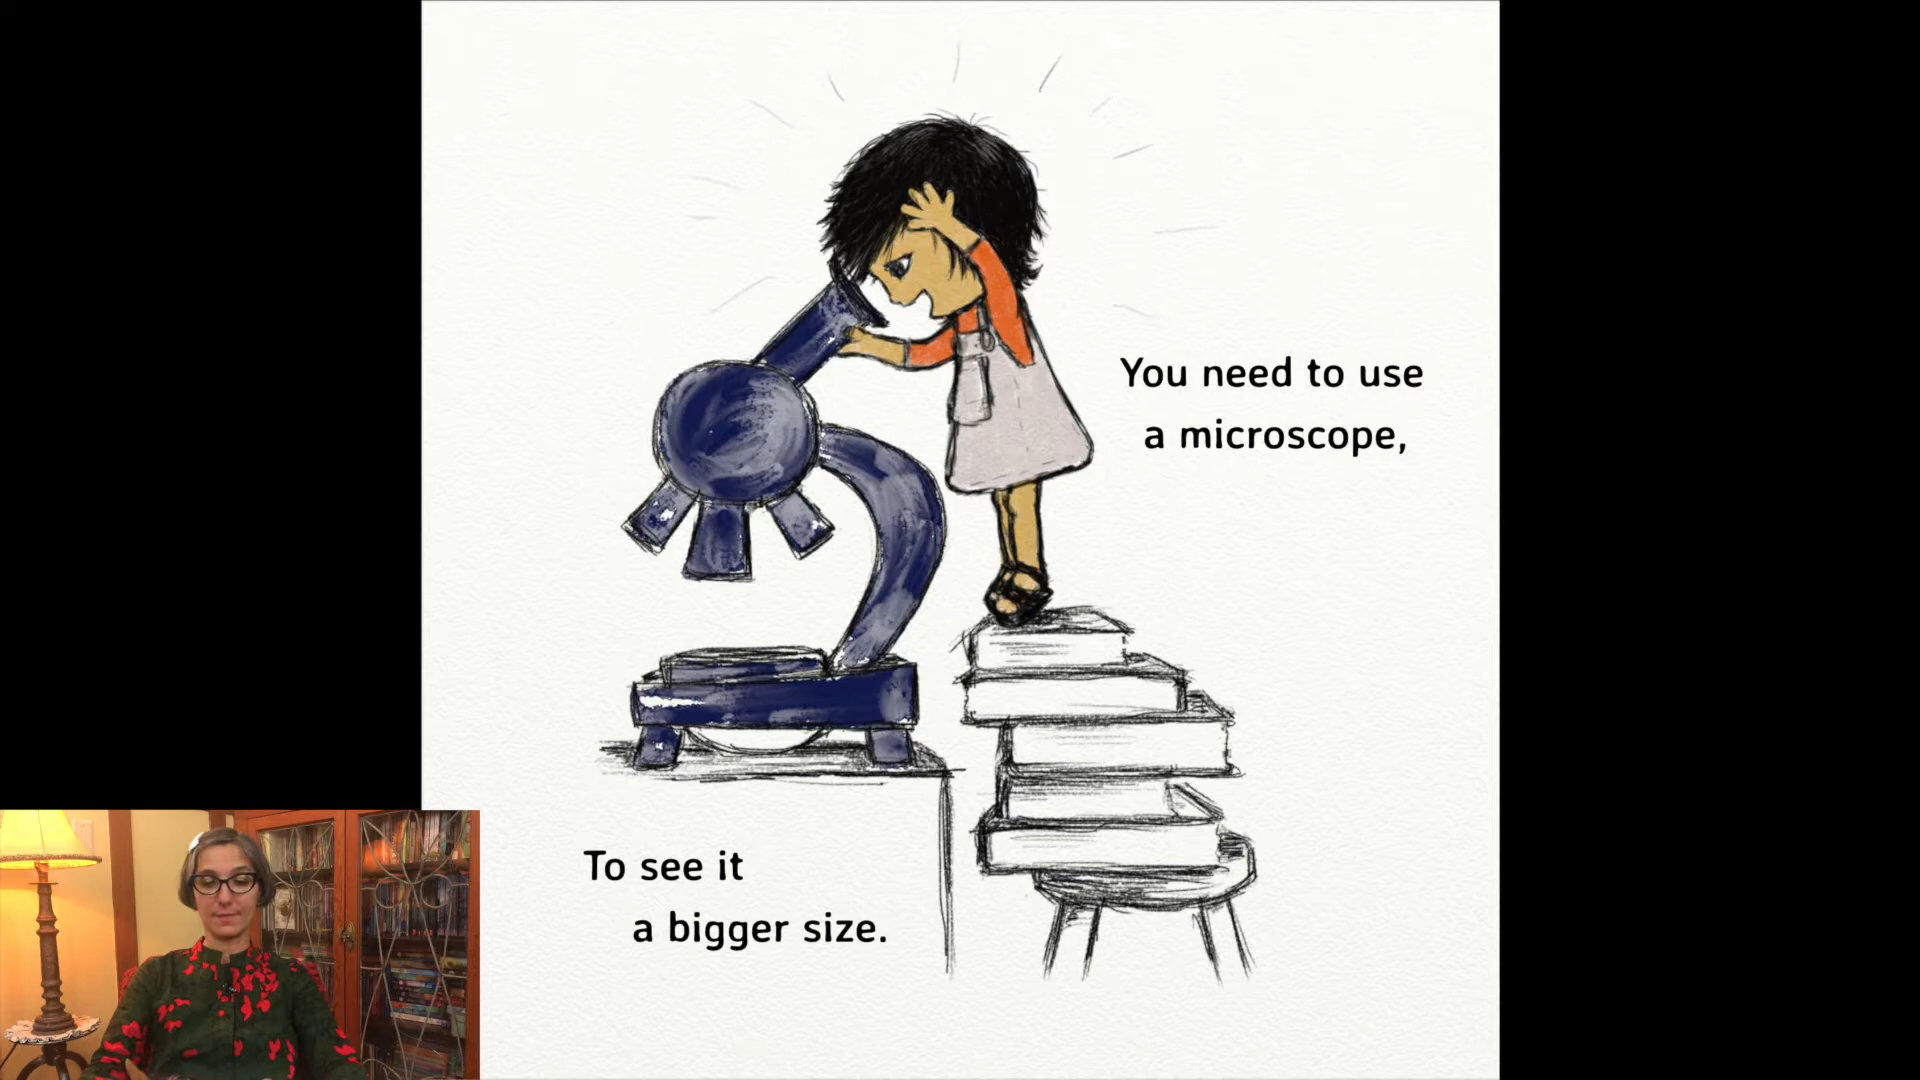 You need to use
a microscope,
To see it
a bigger size.